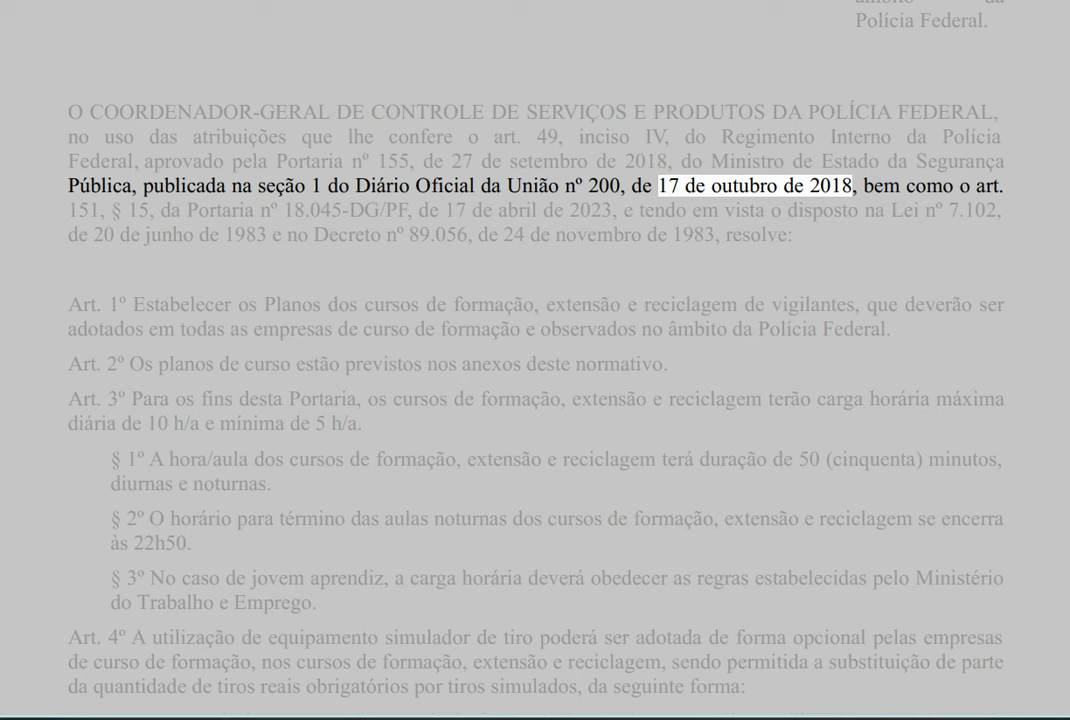 Polícia Federal.
O COORDENADOR-GERAL DE CONTROLE DE SERVIÇOS E PRODUTOS DA POLÍCIA FEDERAL,
no uso das atribuições que lhe confere o art. 49, inciso IV, do Regimento Interno da Polícia
Federal, aprovado pela Portaria nº 155, de 27 de setembro de 2018, do Ministro de Estado da Segurança
Pública, publicada na seção 1 do Diário Oficial da União nº 200, de 17 de outubro de 2018, bem como o art.
151, § 15, da Portaria nº 18.045-DG/PF, de 17 de abril de 2023, e tendo em vista o disposto na Lei nº 7.102,
de 20 de junho de 1983 e no Decreto nº 89.056, de 24 de novembro de 1983, resolve:
Art. 1º Estabelecer os Planos dos cursos de formação, extensão e reciclagem de vigilantes, que deverão ser
adotados em todas as empresas de curso de formação e observados no âmbito da Polícia Federal.
Art. 2º Os planos de curso estão previstos nos anexos deste normativo.
Art. 3º Para os fins desta Portaria, os cursos de formação, extensão e reciclagem terão carga horária máxima
diária de 10 h/a e mínima de 5 h/a.
§ 1º A hora/aula dos cursos de formação, extensão e reciclagem terá duração de 50 (cinquenta) minutos,
diurnas e noturnas.
§ 2º O horário para término das aulas noturnas dos cursos de formação, extensão e reciclagem se encerra
às 22h50.
§ 3º No caso de jovem aprendiz, a carga horária deverá obedecer as regras estabelecidas pelo Ministério
do Trabalho e Emprego.
Art. 4º A utilização de equipamento simulador de tiro poderá ser adotada de forma opcional pelas empresas
de curso de formação, nos cursos de formação, extensão e reciclagem, sendo permitida a substituição de parte
da quantidade de tiros reais obrigatórios por tiros simulados, da seguinte forma: